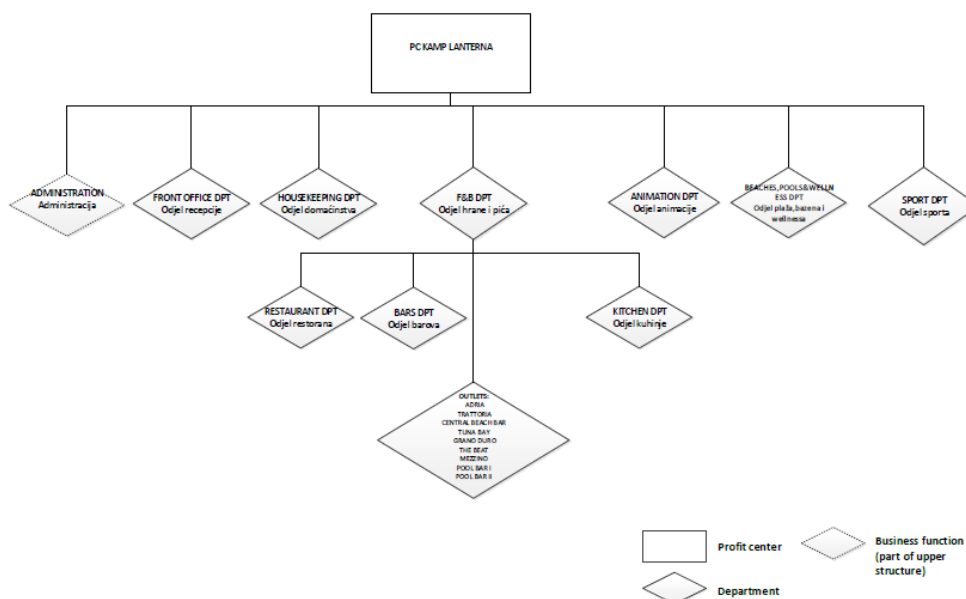 PC KAMP LANTERNA
ADMINISTRATION
Administracija
FRONT OFFICE DPT
Odjel recepcije
HOUSEKEEPING DPT
Odjel domaćinstva
F&B DPT
Odjel hrane i pića
ANIMATION DPT
Odjel animacije
BEACHES,POOLS&WELLN
ESS DPT
Odjel plaža,bazena i
wellnessa
SPORT DPT
Odjel sporta
RESTAURANT DPT
Odjel restorana
BARS DPT
Odjel barova
KITCHEN DPT
Odjel kuhinje
OUTLETS:
ADRIA
TRATTORIA
CENTRAL BEACH BAR
TUNA BAY
GRANO DURO
THE BEAT
MEZZINO
POOL BAR I
POOL BAR II
Profit center
Business function
(part of upper
structure)
Department